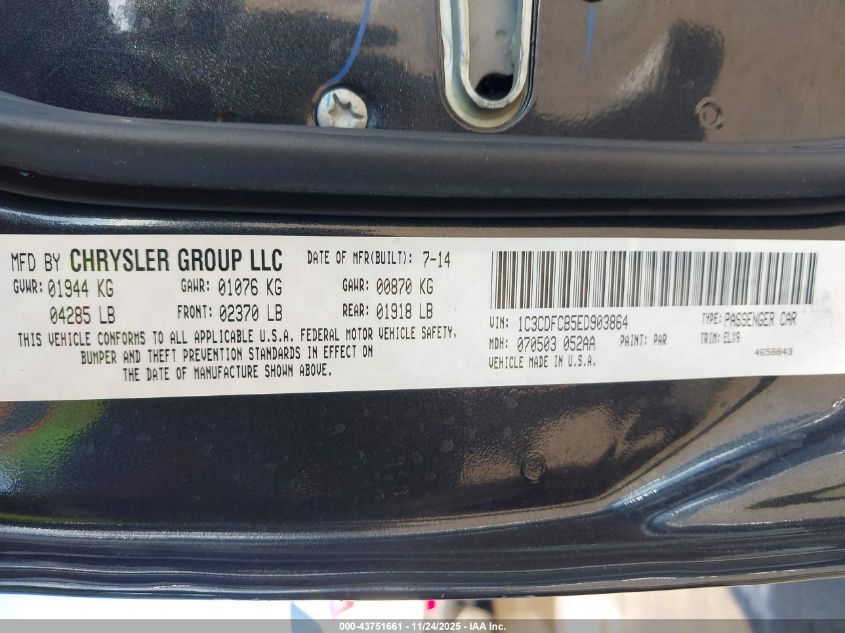 MFD BY CHRYSLER GROUP LLC
DATE OF MFR(BUILT): 7-14
GVWR: 01944 KG GAWR: 01076 KG GAWR: 00870 KG
04285 LB FRONT: 02370 LB REAR: 01918 LB
THIS VEHICLE CONFORMS TO ALL APPLICABLE U.S.A. FEDERAL MOTOR VEHICLE SAFETY,
BUMPER AND THEFT PREVENTION STANDARDS IN EFFECT ON
THE DATE OF MANUFACTURE SHOWN ABOVE.
VIN: 1C3CDFCB5ED903864 TYPE: PASSENGER CAR
MDH: 070503 052AA PAINT: PAR TRIM: ELX9
VEHICLE MADE IN U.S.A. 4658843
000-43751661 - 11/24/2025 - IAA, Inc.